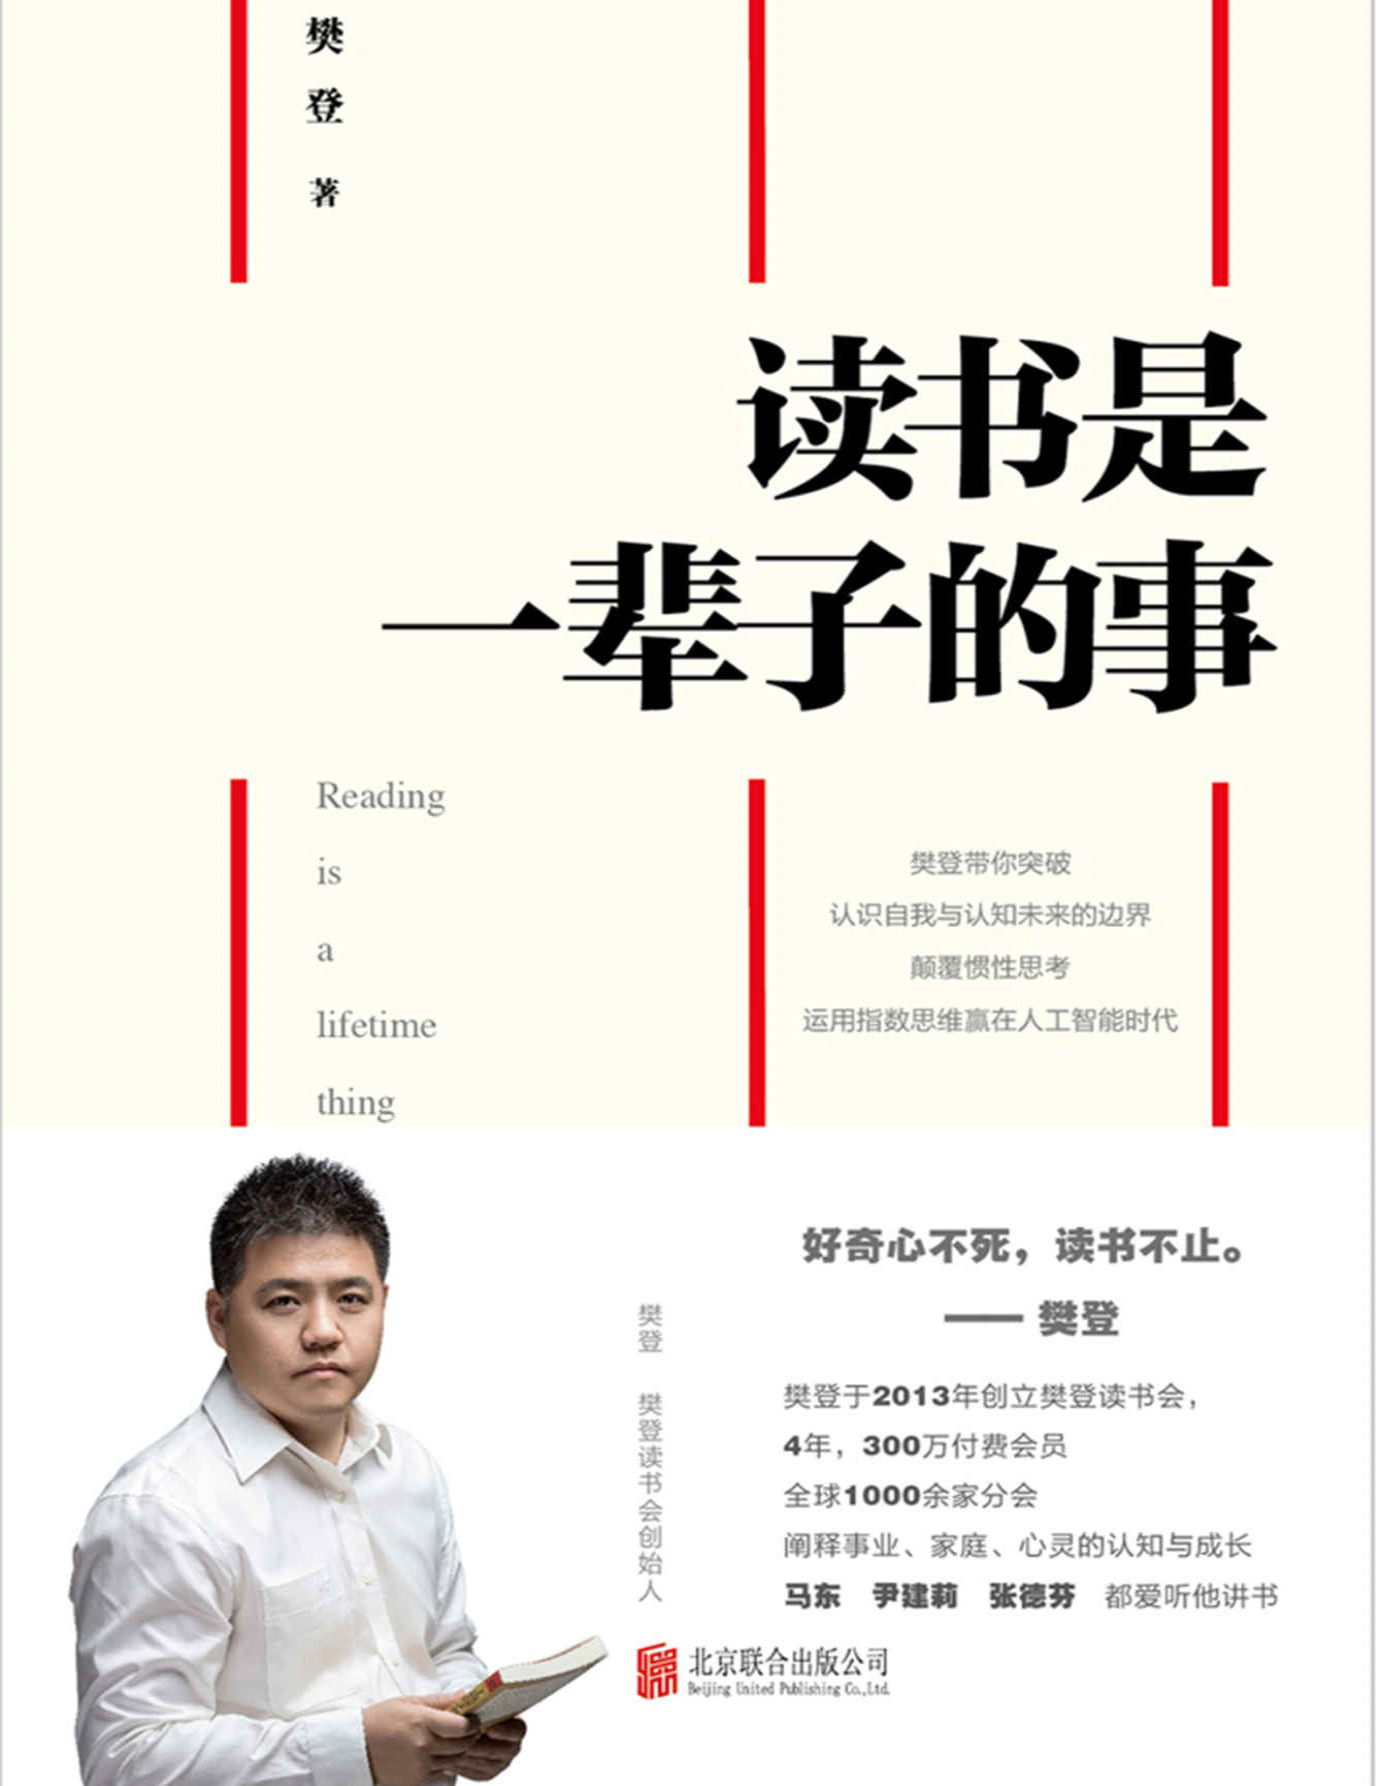 樊登 著
读书是
一辈子的事
Reading
is
a
lifetime
thing
樊登带你突破
认识自我与认知未来的边界
颠覆惯性思考
运用指数思维赢在人工智能时代
好奇心不死，读书不止。
—— 樊登
樊登 樊登读书会创始人
樊登于2013年创立樊登读书会，
4年，300万付费会员
全球1000余家分会
阐释事业、家庭、心灵的认知与成长
马东 尹建莉 张德芬 都爱听他讲书
北京联合出版公司
Beijing United Publishing Co.,Ltd.